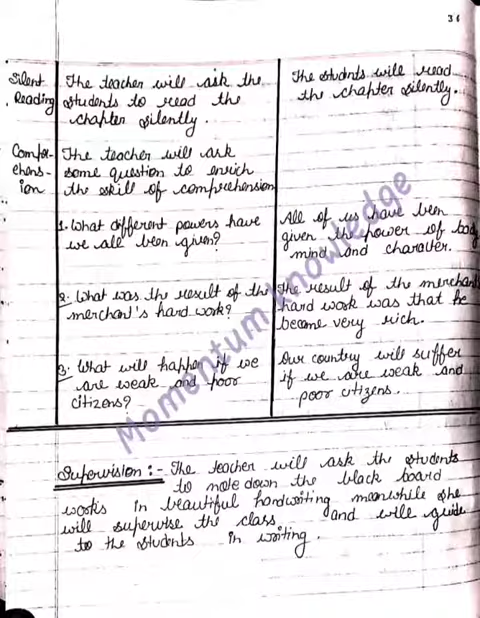 31
Silent Reading
The teacher will ask the
students to read the
chapter silently.
The students will read
the chapter silently.
Compre-
hens-
ion
The teacher will ask
some question to enrich
the skill of comprehension
1. What different powers have
we all been given?
All of us have been
given the power of body
mind and character.
2. What was the result of the
merchant's hard work?
The result of the merchant
hard work was that he
become very rich.
3. What will happen if we
are weak and poor
citizens?
Our country will suffer
if we are weak and
poor citizens.
Supervision :- The teacher will ask the students
to note down the black board
works in beautiful handwriting meanwhile she
will supervise the class and will guide
to the students in writing.
Momentum knowledge